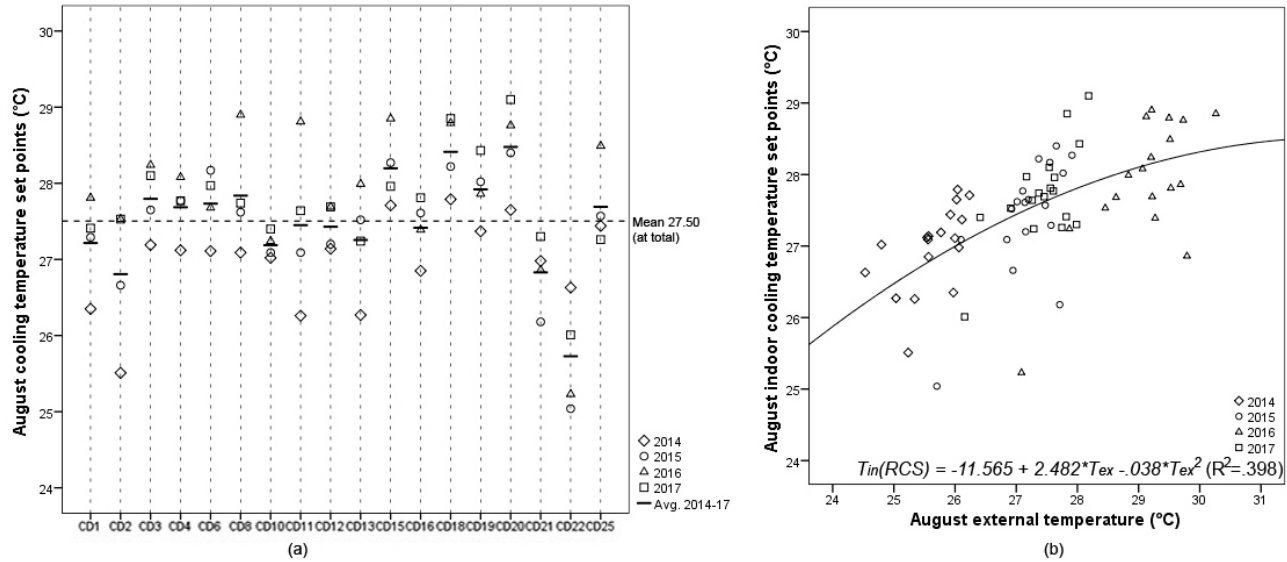 August cooling temperature set points (°C)
30
29
28
27
26
25
24
Mean 27.50
(at total)
2014
2015
2016
2017
Avg. 2014-17
CD1 CD2 CD3 CD4 CD6 CD8 CD10 CD11 CD12 CD13 CD15 CD16 CD18 CD19 CD20 CD21 CD22 CD25
(a)
August indoor cooling temperature set points (°C)
30
29
28
27
26
25
24
2014
2015
2016
2017
Tin(RCS) = -11.565 + 2.482*Tex -.038*Tex² (R²=.398)
24 25 26 27 28 29 30 31
August external temperature (°C)
(b)